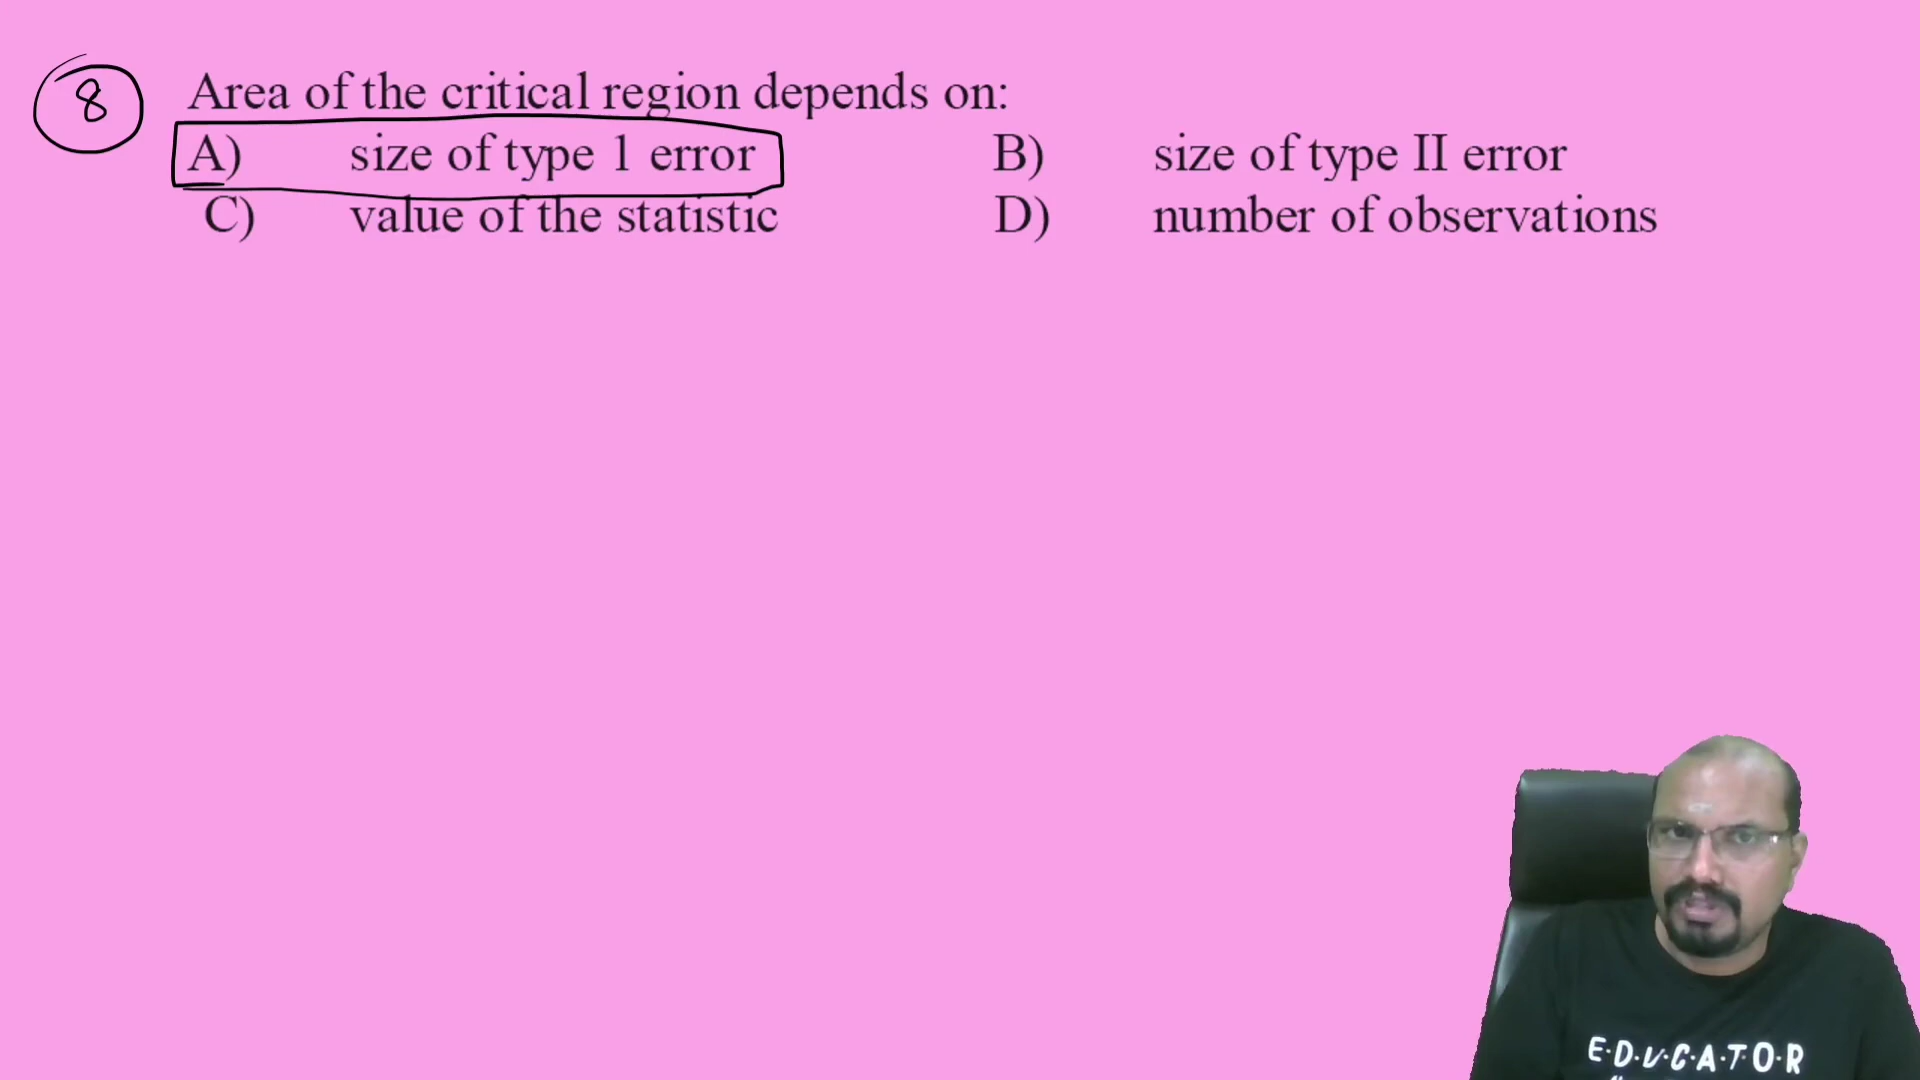 8 Area of the critical region depends on:
A) size of type 1 error B) size of type II error
C) value of the statistic D) number of observations
E·D·U·C·A·T·O·R